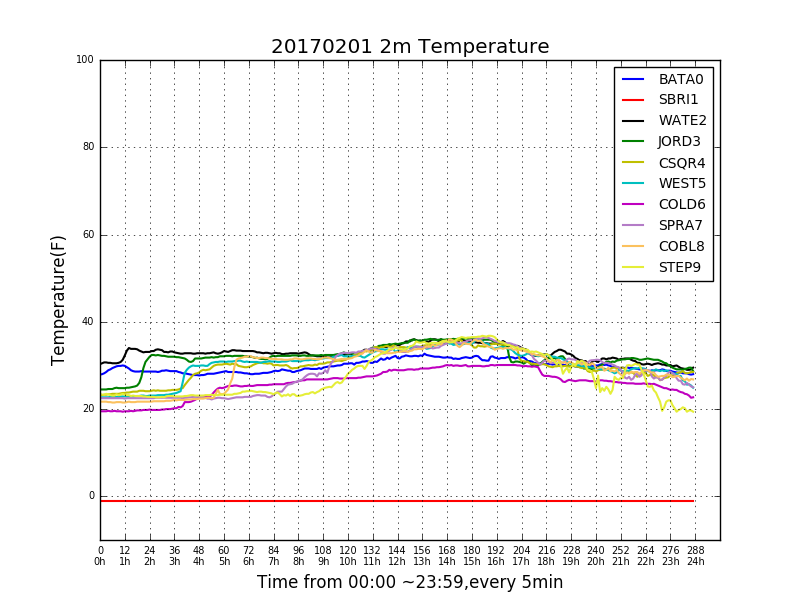 20170201 2m Temperature
100
80
60
40
20
0
Temperature(F)
BATA0
SBRI1
WATE2
JORD3
CSQR4
WEST5
COLD6
SPRA7
COBL8
STEP9
0 12 24 36 48 60 72 84 96 108 120 132 144 156 168 180 192 204 216 228 240 252 264 276 288
0h 1h 2h 3h 4h 5h 6h 7h 8h 9h 10h 11h 12h 13h 14h 15h 16h 17h 18h 19h 20h 21h 22h 23h 24h
Time from 00:00 ~23:59,every 5min